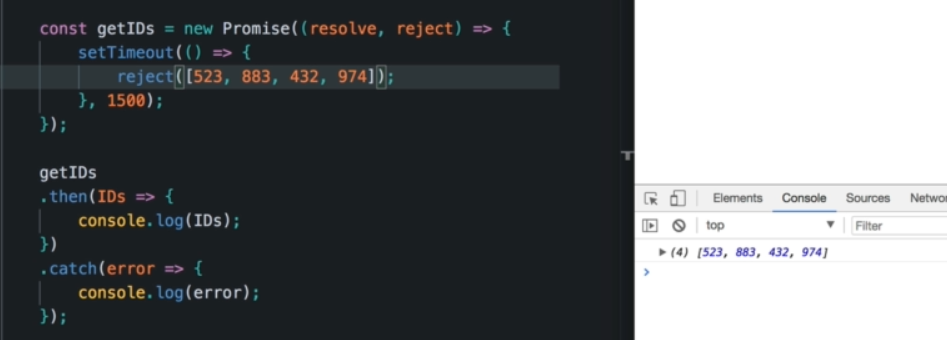 const getIDs = new Promise((resolve, reject) => {
setTimeout(() => {
reject([523, 883, 432, 974]);
}, 1500);
});
getIDs
.then(IDs => {
console.log(IDs);
})
.catch(error => {
console.log(error);
});
Elements Console Sources Networ
top Filter
(4) [523, 883, 432, 974]